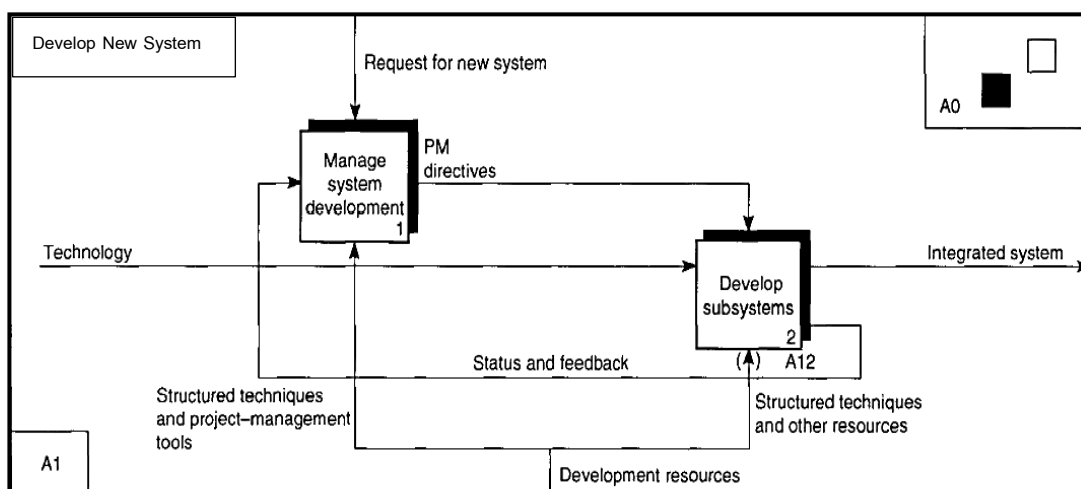 Develop New System
Request for new system
A0
Manage
system
development
1
PM
directives
Technology
Integrated system
Develop
subsystems
2
( )
A12
Status and feedback
Structured techniques
and project-management
tools
Structured techniques
and other resources
A1
Development resources